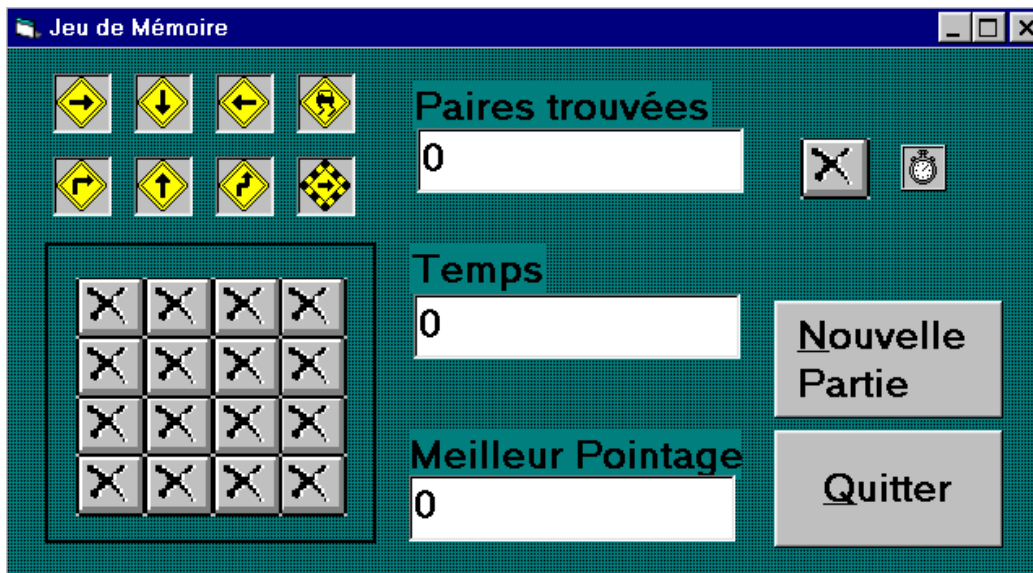 Jeu de Mémoire
Paires trouvées
0
Temps
0
Nouvelle
Partie
Meilleur Pointage
0
Quitter